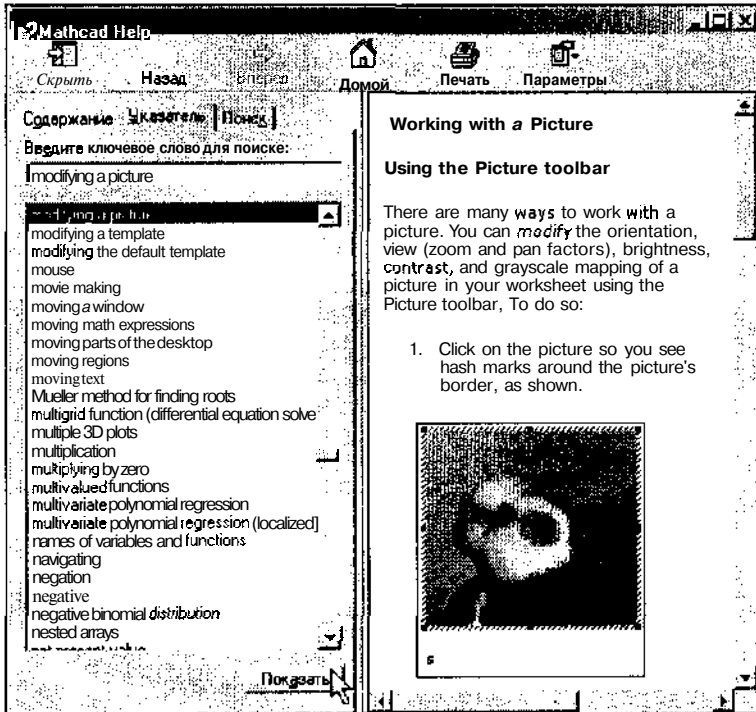 Mathcad Help
Скрыть Назад Вперед Домой Печать Параметры
Содержание Указатель Поиск
Введите ключевое слово для поиске:
modifying a picture
modifying a picture
modifying a template
modifying the default template
mouse
movie making
moving a window
moving math expressions
moving parts of the desktop
moving regions
moving text
Mueller method for finding roots
multigrid function (differential equation solve
multiple 3D plots
multiplication
multiplying by zero
multivalued functions
multivariate polynomial regression
multivariate polynomial regression (localized]
names of variables and functions
navigating
negation
negative
negative binomial distribution
nested arrays
Показать
Working with a Picture
Using the Picture toolbar
There are many ways to work with a
picture. You can modify the orientation,
view (zoom and pan factors), brightness,
contrast, and grayscale mapping of a
picture in your worksheet using the
Picture toolbar, To do so:
1. Click on the picture so you see
hash marks around the picture's
border, as shown.